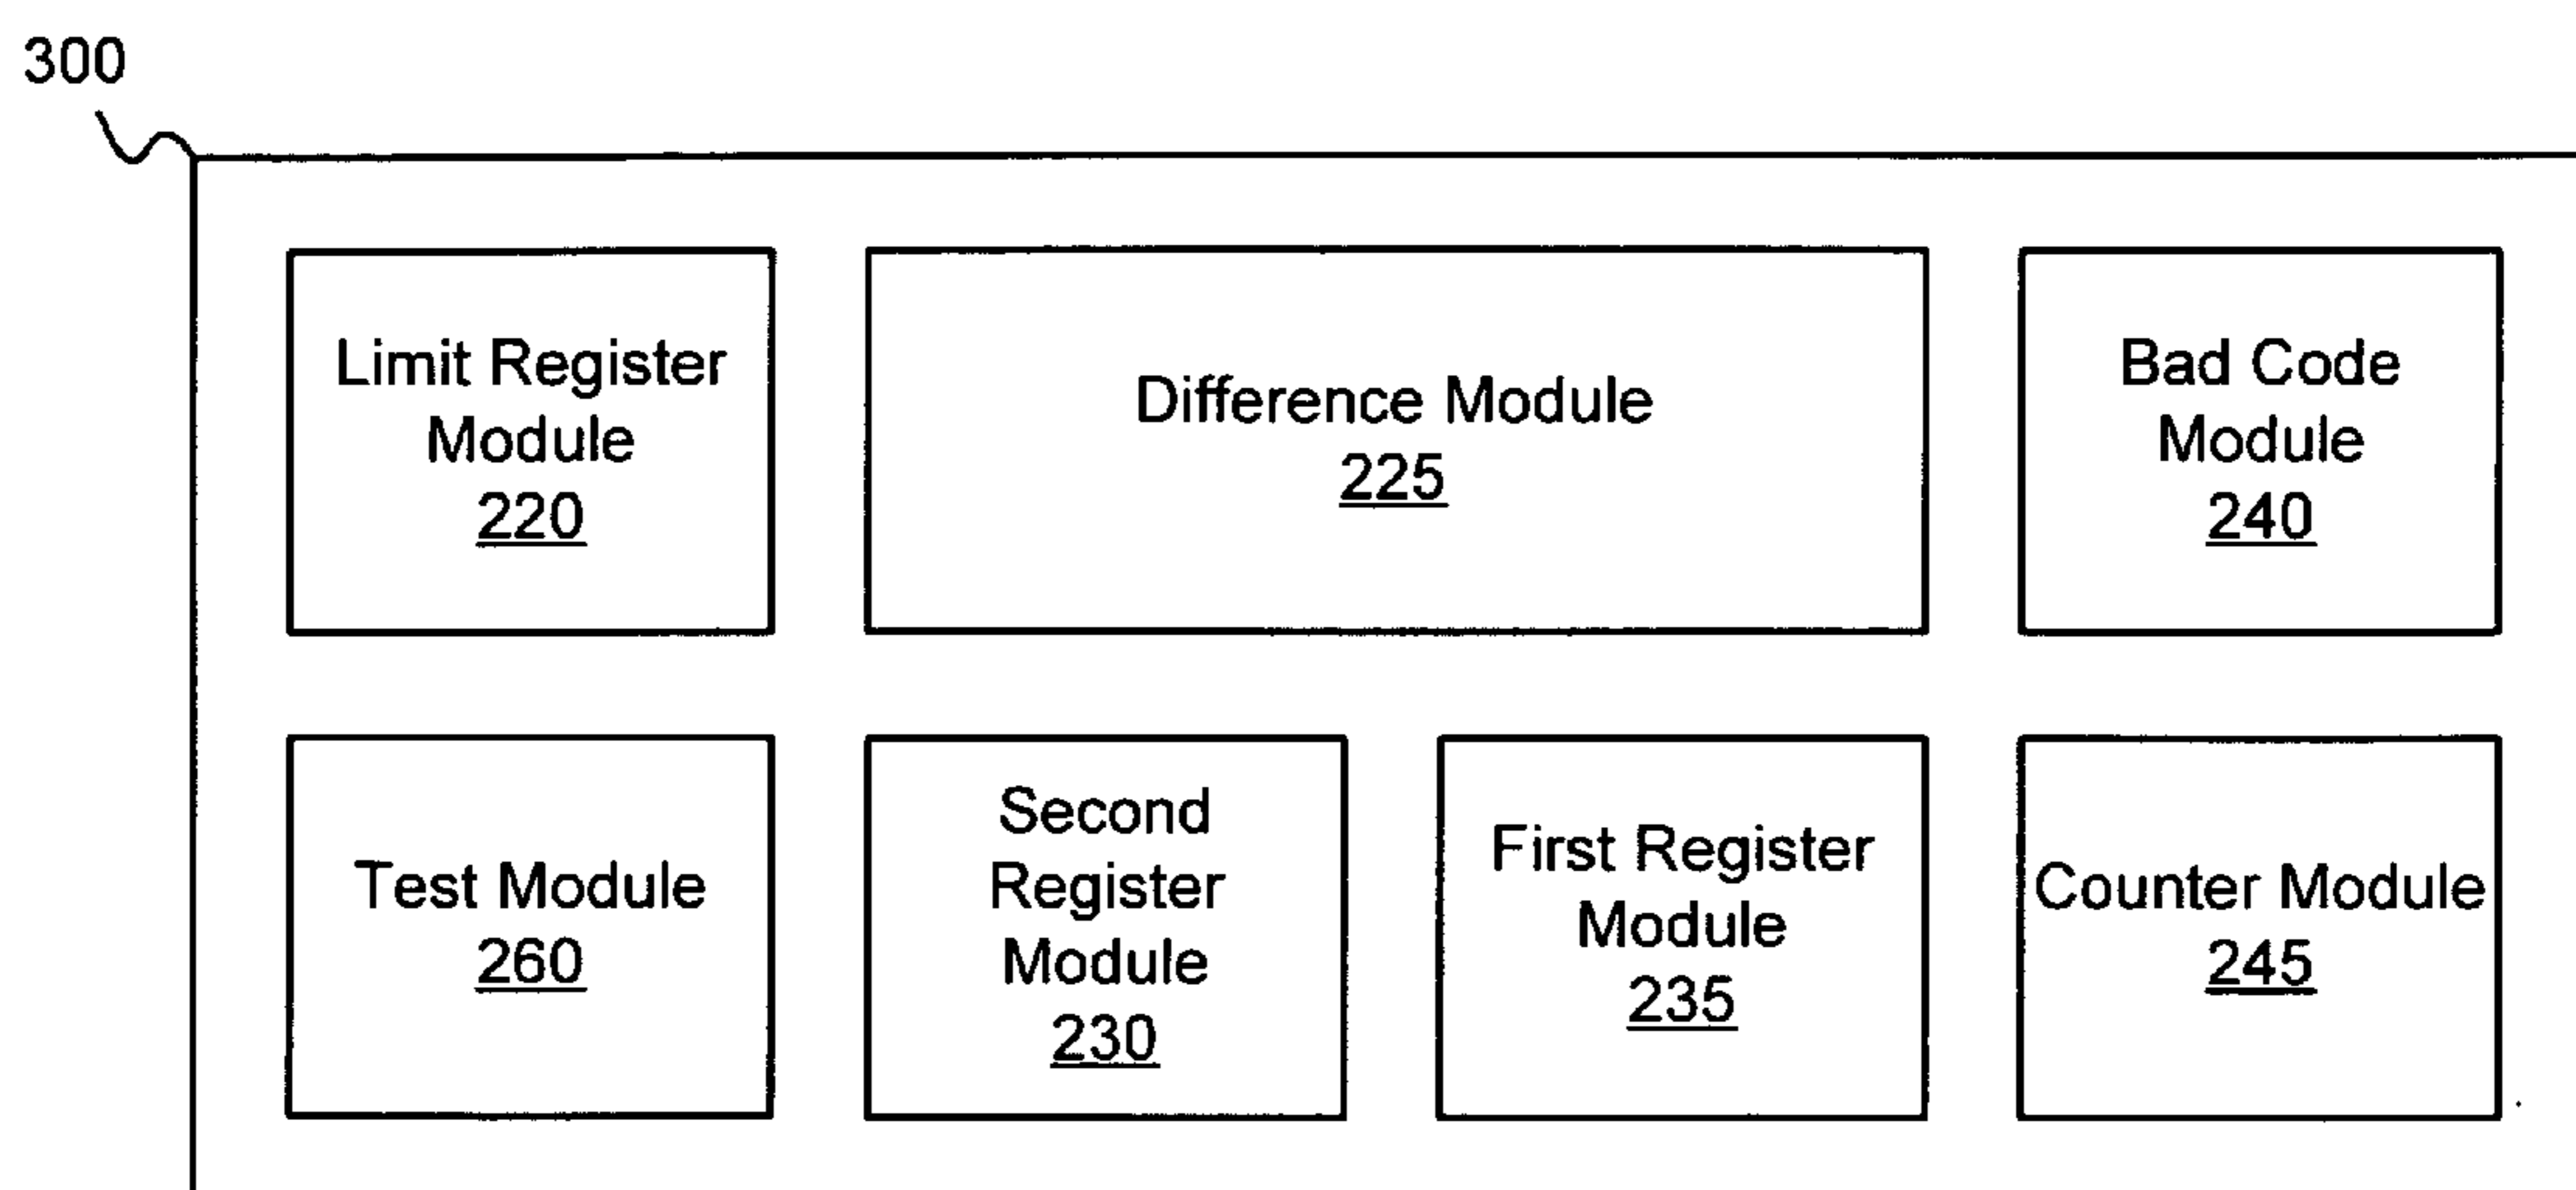 300
Limit Register
Module
220
Difference Module
225
Bad Code
Module
240
Test Module
260
Second
Register
Module
230
First Register
Module
235
Counter Module
245